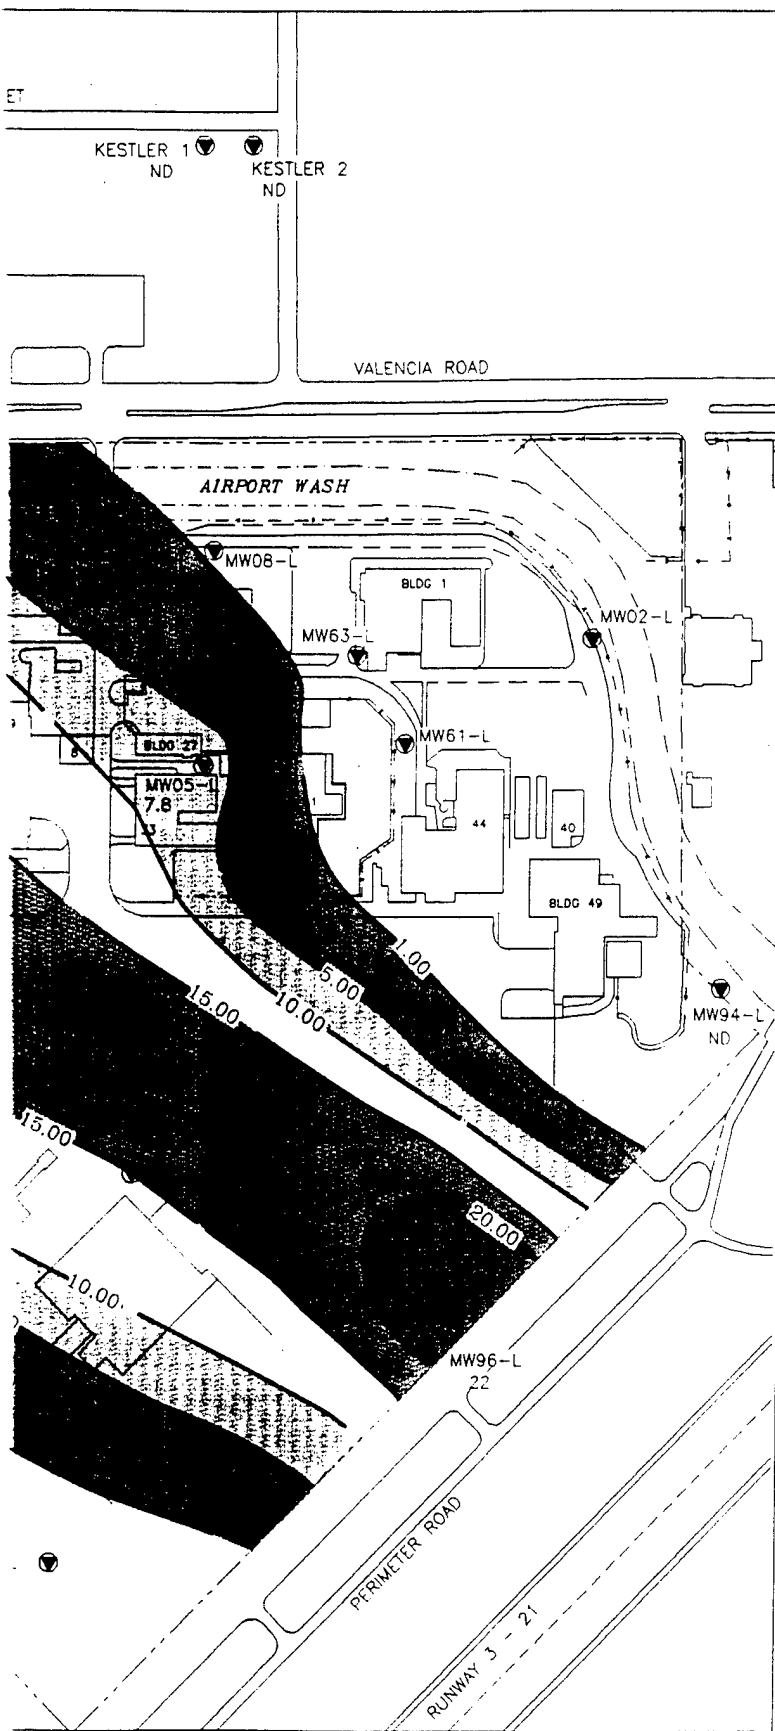 ET
KESTLER 1
ND
KESTLER 2
ND
VALENCIA ROAD
AIRPORT WASH
MW08-L
BLDG 1
MW63-L
MW02-L
MW61-L
BLDG 27
8
MW05-L
7.8
44
40
BLDG 49
1.00
5.00
10.00
15.00
MW94-L
ND
15.00
20.00
10.00
MW96-L
22
PERIMETER ROAD
RUNWAY 3 - 21